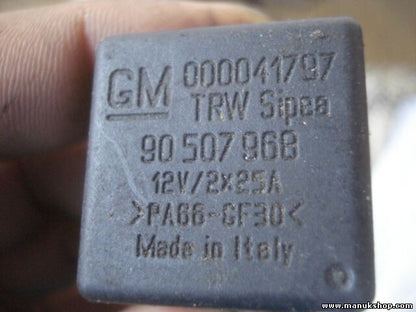 GM 000041797
TRW Sipea
90 507 968
12V/2x25A
>PA66-GF30<
Made in Italy
www.manukshop.com